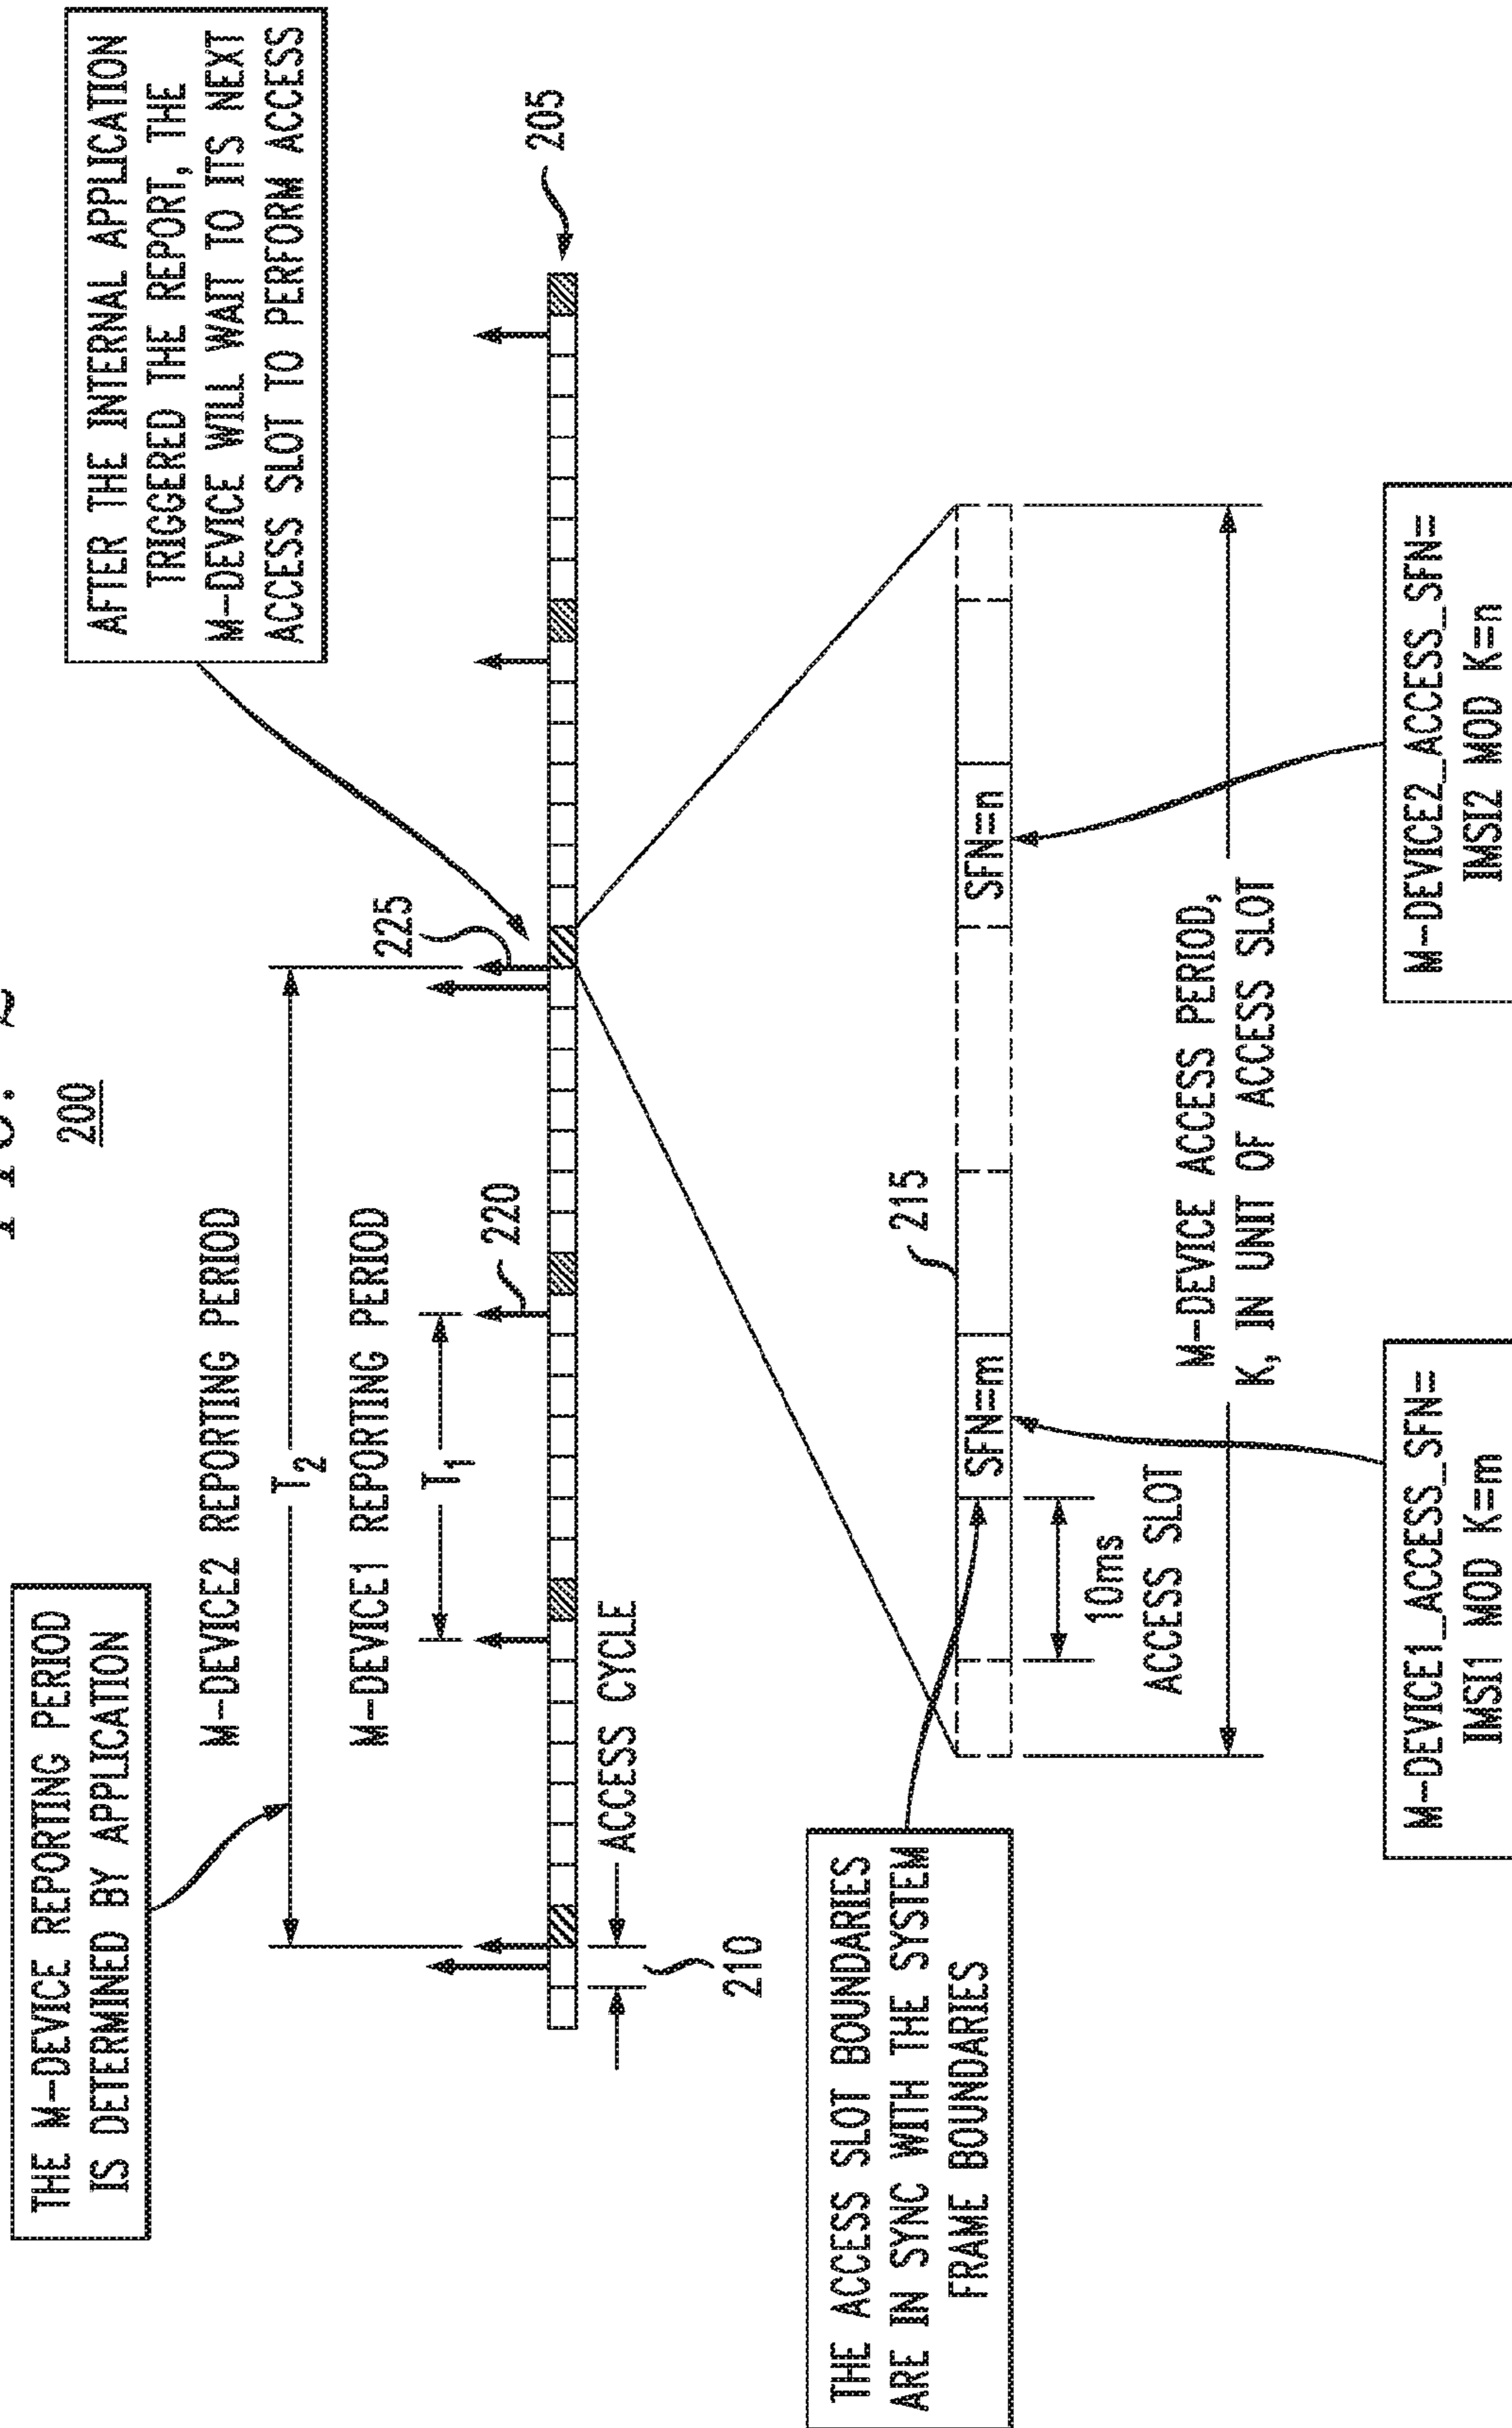 FIG. 2
200
THE M-DEVICE REPORTING PERIOD
IS DETERMINED BY APPLICATION
AFTER THE INTERNAL APPLICATION
TRIGGERED THE REPORT, THE
M-DEVICE WILL WAIT TO ITS NEXT
ACCESS SLOT TO PERFORM ACCESS
M-DEVICE2 REPORTING PERIOD
T2
M-DEVICE1 REPORTING PERIOD
T1
220
225
205
ACCESS CYCLE
210
THE ACCESS SLOT BOUNDARIES
ARE IN SYNC WITH THE SYSTEM
FRAME BOUNDARIES
215
SFN=m
SFN=n
10ms
ACCESS SLOT
M-DEVICE ACCESS PERIOD,
K, IN UNIT OF ACCESS SLOT
M-DEVICE1_ACCESS_SFN=
IMSI1 MOD K=m
M-DEVICE2_ACCESS_SFN=
IMSI2 MOD K=n